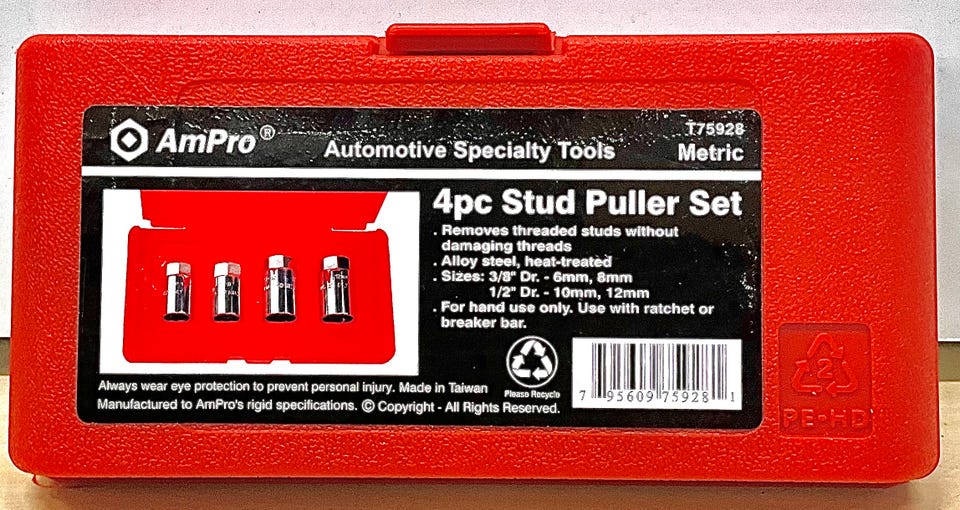 AmPro®
T75928
Automotive Specialty Tools
Metric
4pc Stud Puller Set
. Removes threaded studs without
damaging threads
. Alloy steel, heat-treated
. Sizes: 3/8" Dr. - 6mm, 8mm
1/2" Dr. - 10mm, 12mm
. For hand use only. Use with ratchet or
breaker bar.
Please Recycle
7 95609 75928 1
Always wear eye protection to prevent personal injury. Made in Taiwan
Manufactured to AmPro's rigid specifications. © Copyright - All Rights Reserved.
2
PE-HD